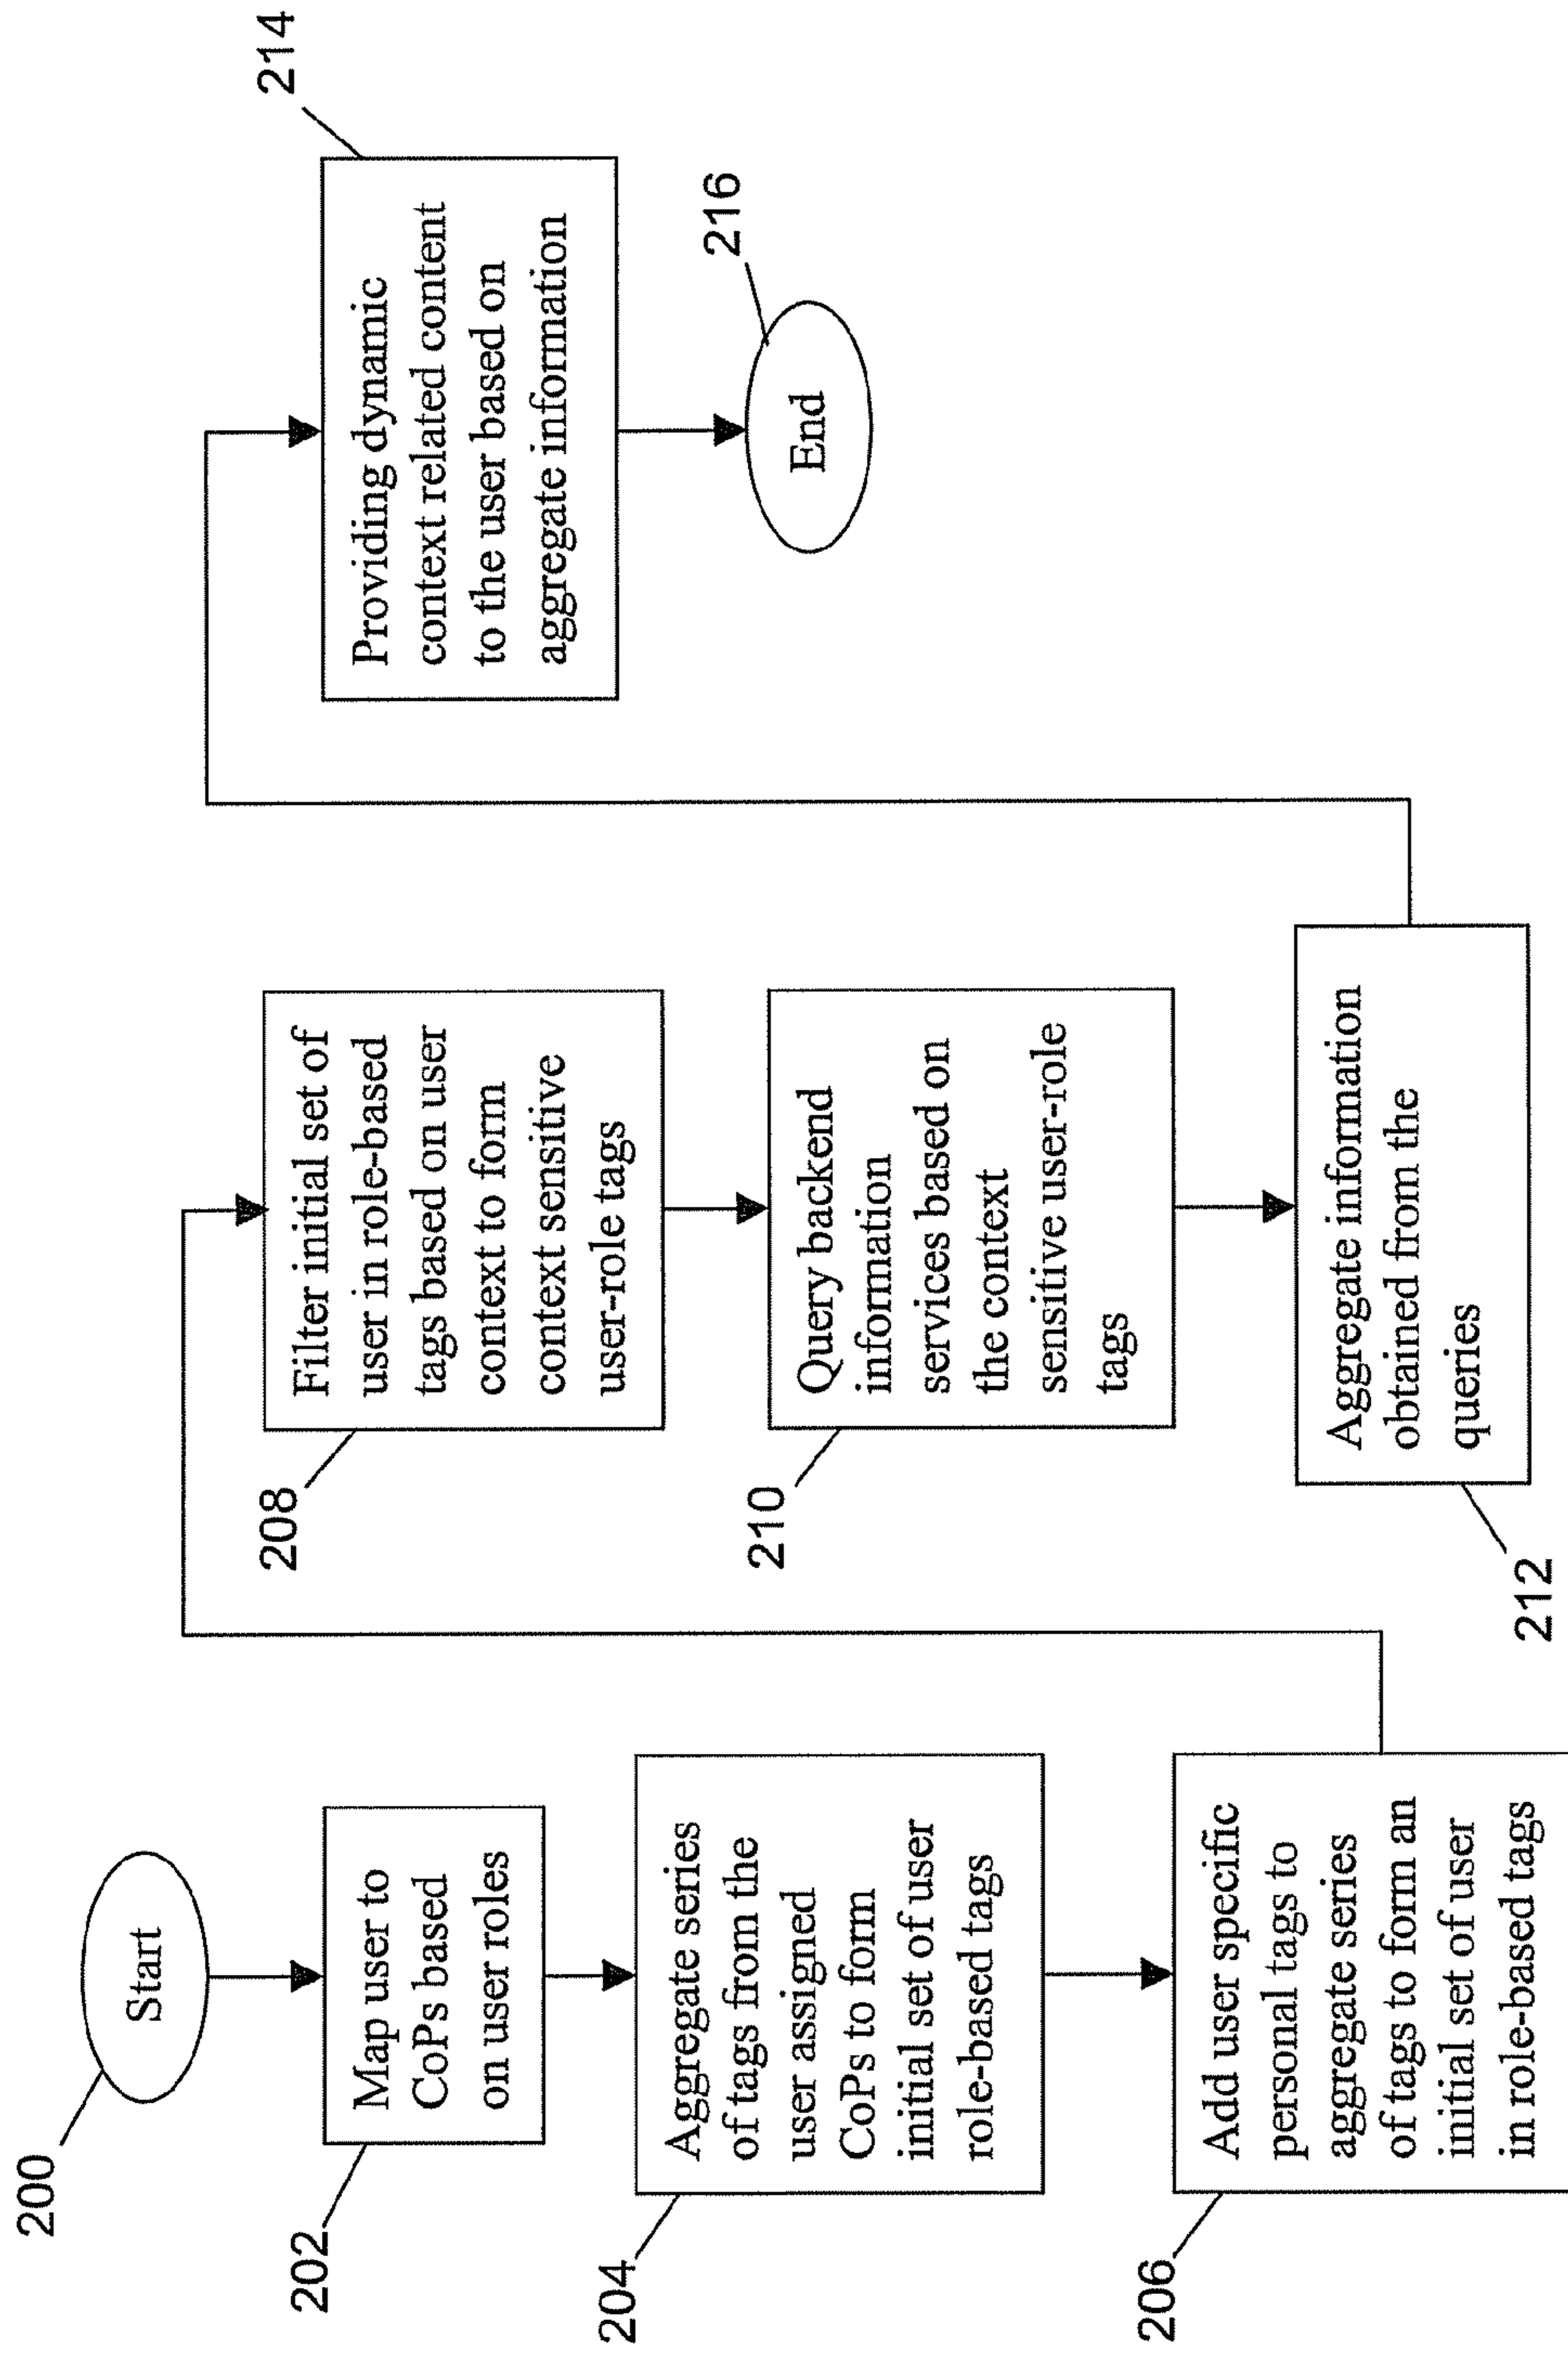 200
Start
202
Map user to
CoPs based
on user roles
204
Aggregate series
of tags from the
user assigned
CoPs to form
initial set of user
role-based tags
206
Add user specific
personal tags to
aggregate series
of tags to form an
initial set of user
in role-based tags
208
Filter initial set of
user in role-based
tags based on user
context to form
context sensitive
user-role tags
210
Query backend
information
services based on
the context
sensitive user-role
tags
212
Aggregate information
obtained from the
queries
214
Providing dynamic
context related content
to the user based on
aggregate information
216
End